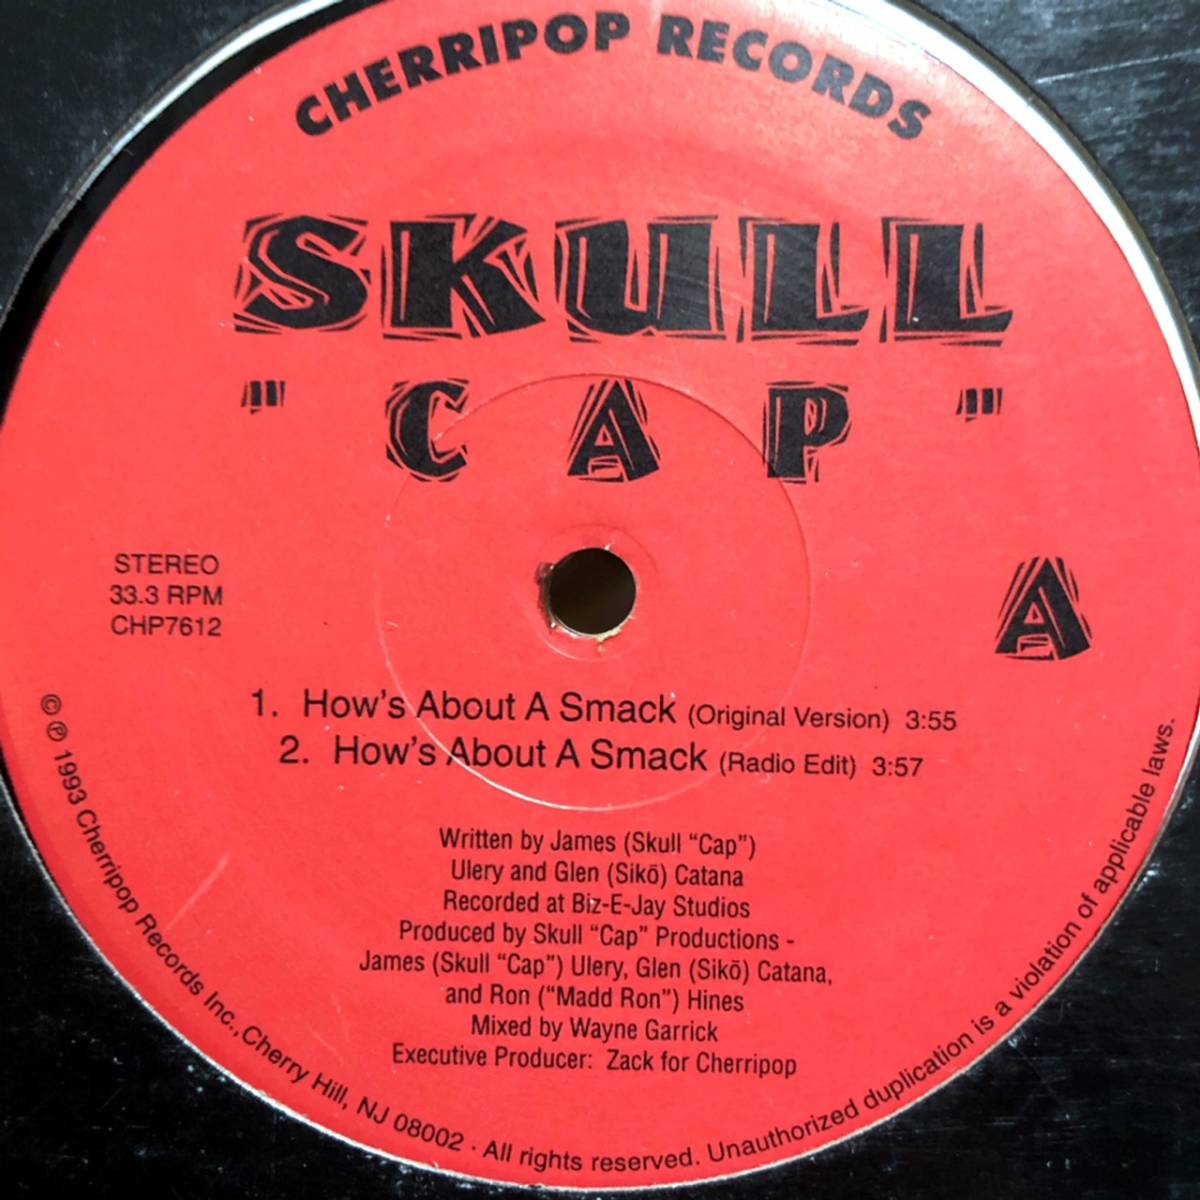 CHERRIPOP RECORDS
SKULL
"CAP"
STEREO
33.3 RPM
CHP7612
A
1. How's About A Smack (Original Version) 3:55
2. How's About A Smack (Radio Edit) 3:57
Written by James (Skull “Cap”)
Ulery and Glen (Sikō) Catana
Recorded at Biz-E-Jay Studios
Produced by Skull “Cap” Productions -
James (Skull “Cap”) Ulery, Glen (Sikō) Catana,
and Ron (“Madd Ron”) Hines
Mixed by Wayne Garrick
Executive Producer: Zack for Cherripop
© ℗ 1993 Cherripop Records Inc., Cherry Hill, NJ 08002 · All rights reserved. Unauthorized duplication is a violation of applicable laws.